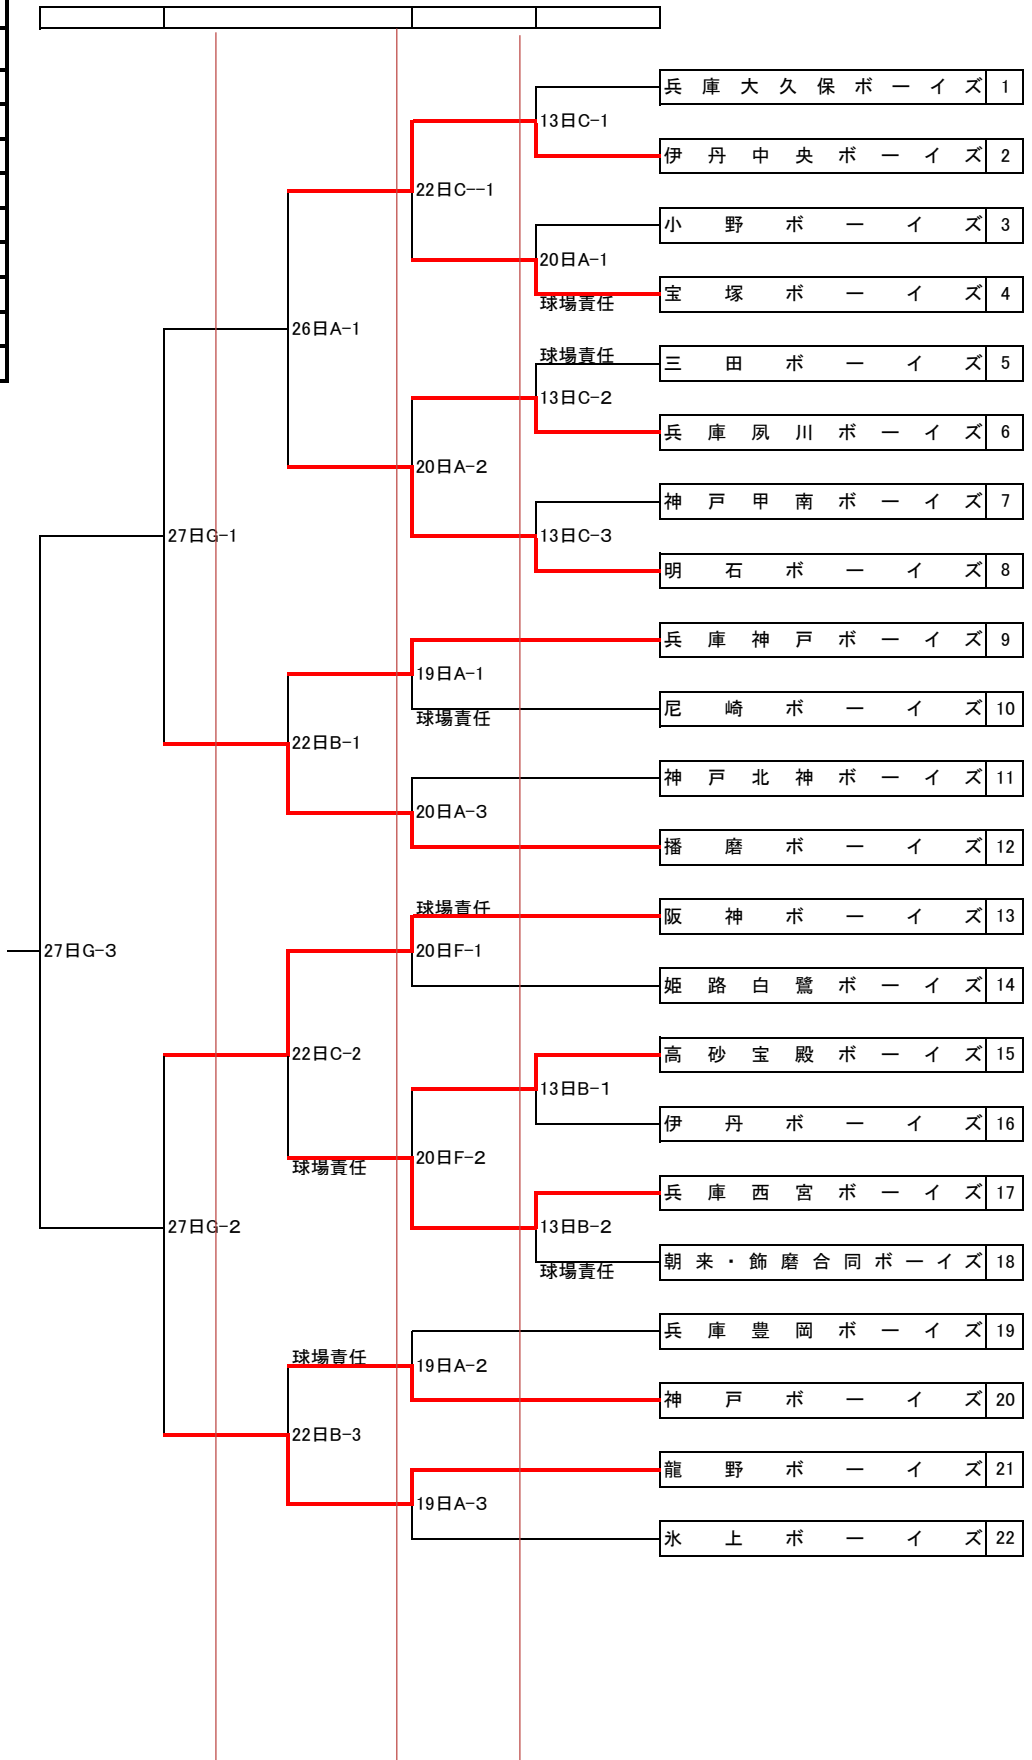 兵庫大久保ボーイズ 1
13日C-1
伊丹中央ボーイズ 2
22日C--1
小野ボーイズ 3
20日A-1
宝塚ボーイズ 4
球場責任
26日A-1
球場責任
三田ボーイズ 5
13日C-2
兵庫夙川ボーイズ 6
20日A-2
神戸甲南ボーイズ 7
27日G-1
13日C-3
明石ボーイズ 8
兵庫神戸ボーイズ 9
19日A-1
尼崎ボーイズ 10
球場責任
22日B-1
神戸北神ボーイズ 11
20日A-3
播磨ボーイズ 12
球場責任
阪神ボーイズ 13
27日G-3
20日F-1
姫路白鷺ボーイズ 14
22日C-2
高砂宝殿ボーイズ 15
13日B-1
伊丹ボーイズ 16
20日F-2
球場責任
兵庫西宮ボーイズ 17
27日G-2
13日B-2
朝来・飾磨合同ボーイズ 18
球場責任
兵庫豊岡ボーイズ 19
球場責任
19日A-2
神戸ボーイズ 20
22日B-3
龍野ボーイズ 21
19日A-3
氷上ボーイズ 22